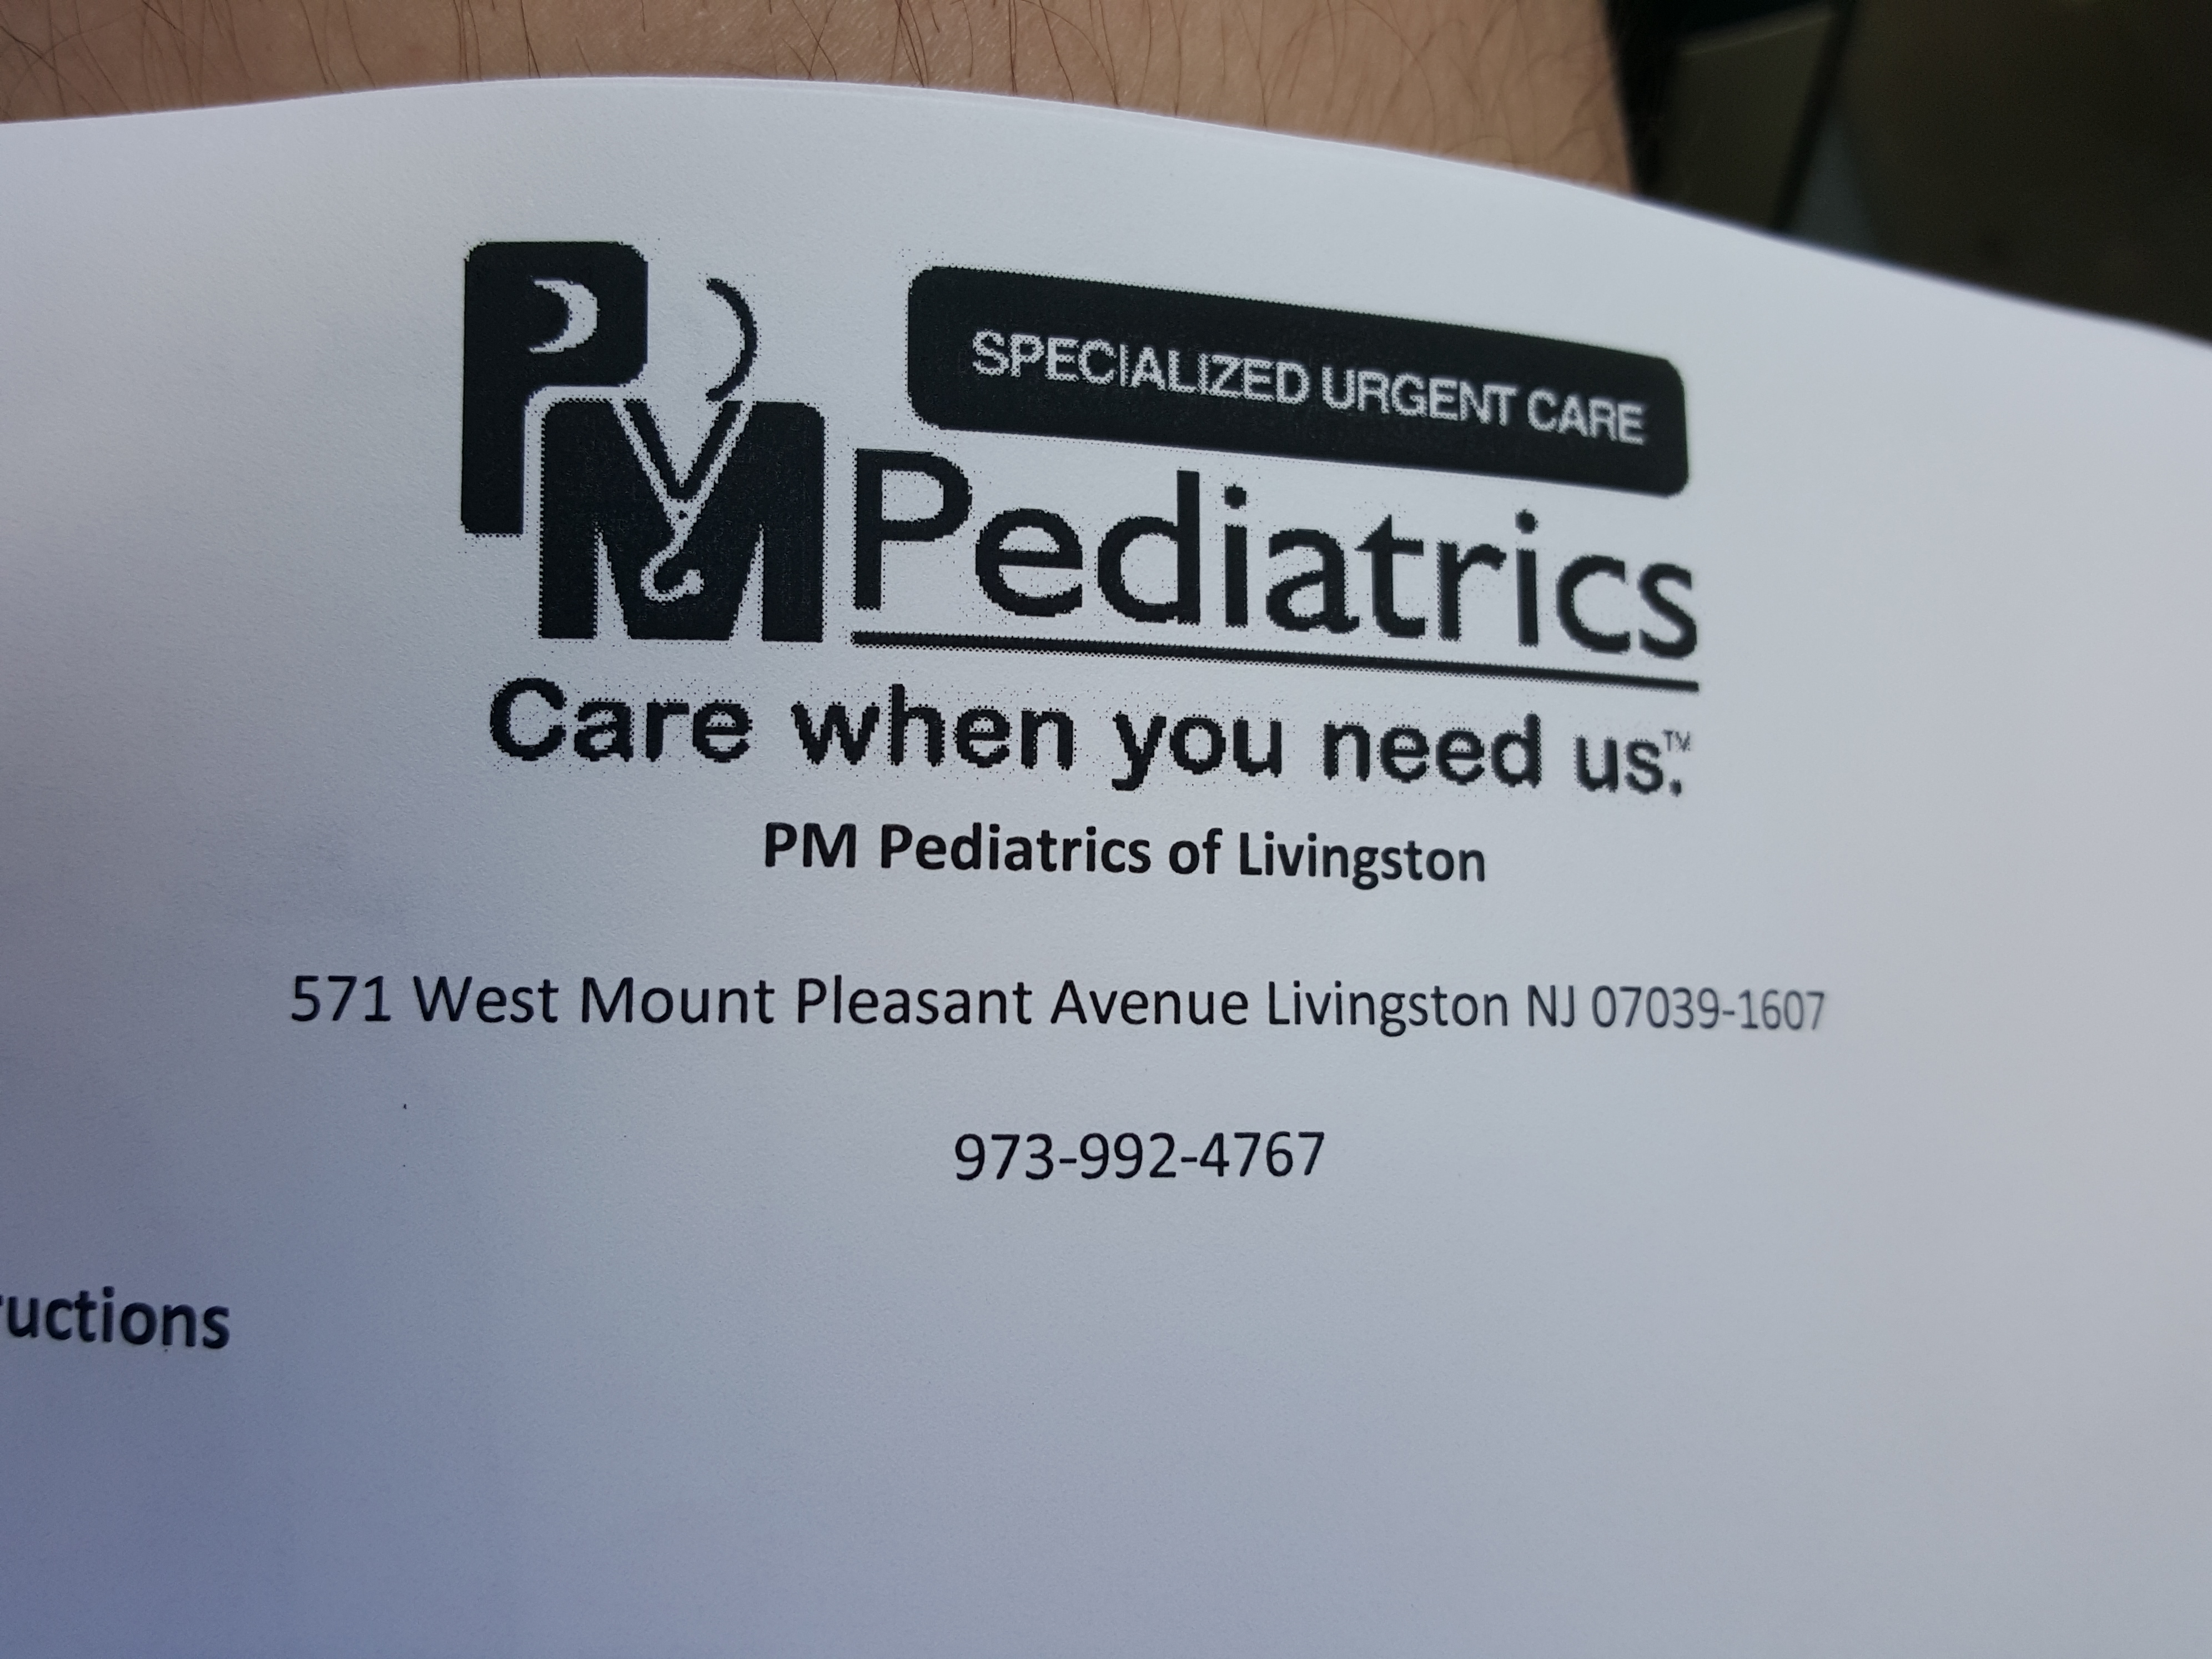 PM
SPECIALIZED URGENT CARE
Pediatrics
Care when you need us.™
PM Pediatrics of Livingston
571 West Mount Pleasant Avenue Livingston NJ 07039-1607
973-992-4767
ructions